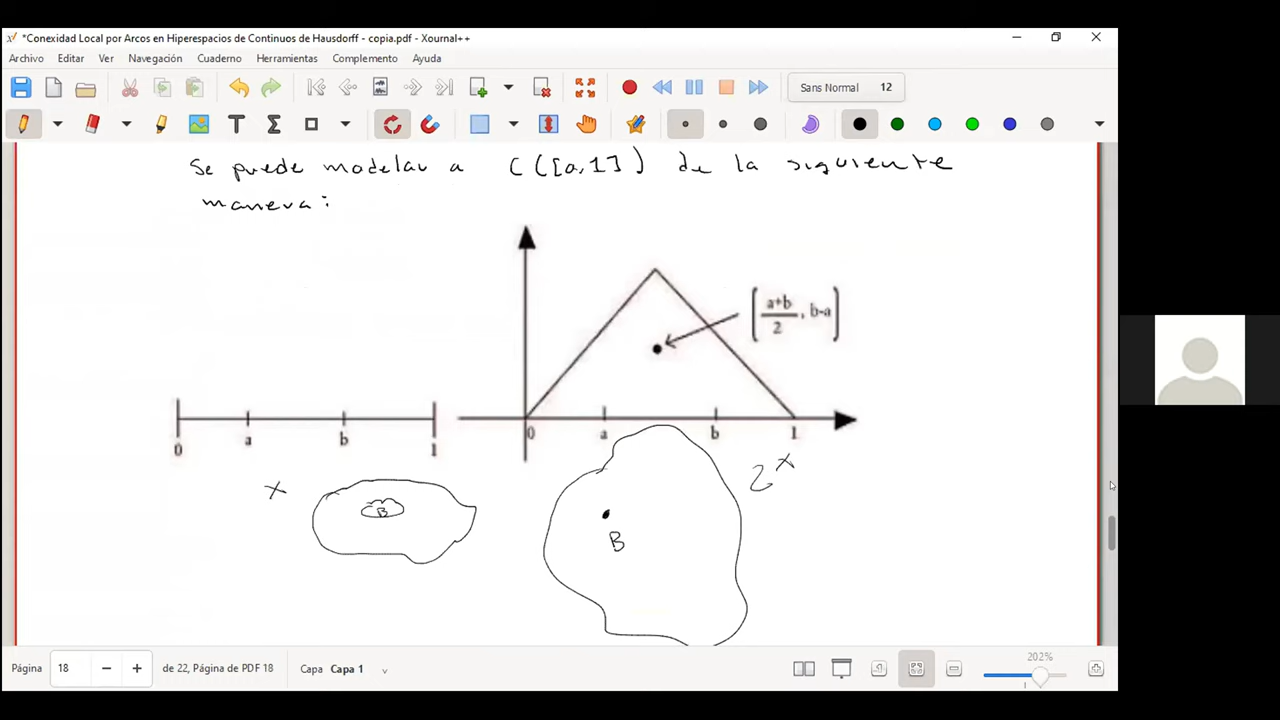 *Conexidad Local por Arcos en Hiperespacios de Continuos de Hausdorff - copia.pdf - Xournal++
Archivo Editar Ver Navegación Cuaderno Herramientas Complemento Ayuda
Sans Normal 12
Se puede modelar a C([0,1]) de la siguiente
manera:
[a+b/2, b-a]
0 a b 1
0 a b 1
X
B
2^X
B
Página 18 de 22, Página de PDF 18 Capa Capa 1 202%